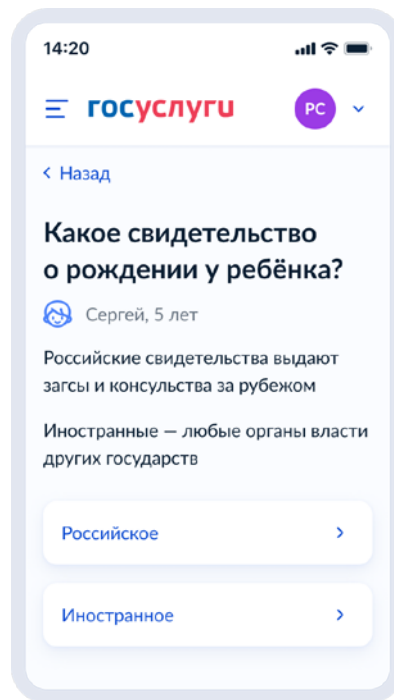 14:20
госуслуги
РС
Назад
Какое свидетельство
о рождении у ребёнка?
Сергей, 5 лет
Российские свидетельства выдают
загсы и консульства за рубежом
Иностранные — любые органы власти
других государств
Российское
Иностранное